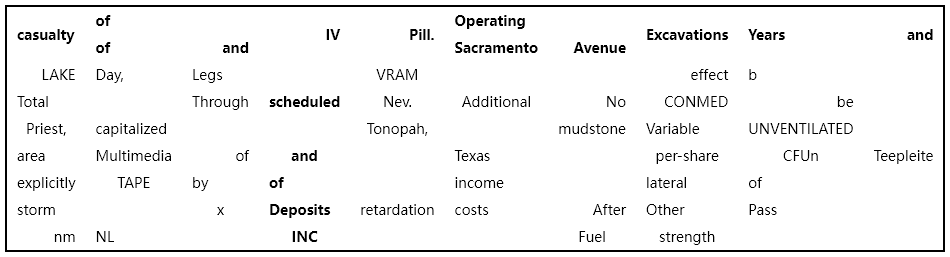 casualty of of and IV Pill. Operating Sacramento Avenue Excavations Years and
LAKE Day, Legs VRAM effect b
Total Through scheduled Nev. Additional No CONMED be
Priest, capitalized Tonopah, mudstone Variable UNVENTILATED
area Multimedia of and Texas per-share CFUn Teepleite
explicitly TAPE by of income lateral of
storm x Deposits retardation costs After Other Pass
nm NL INC Fuel strength